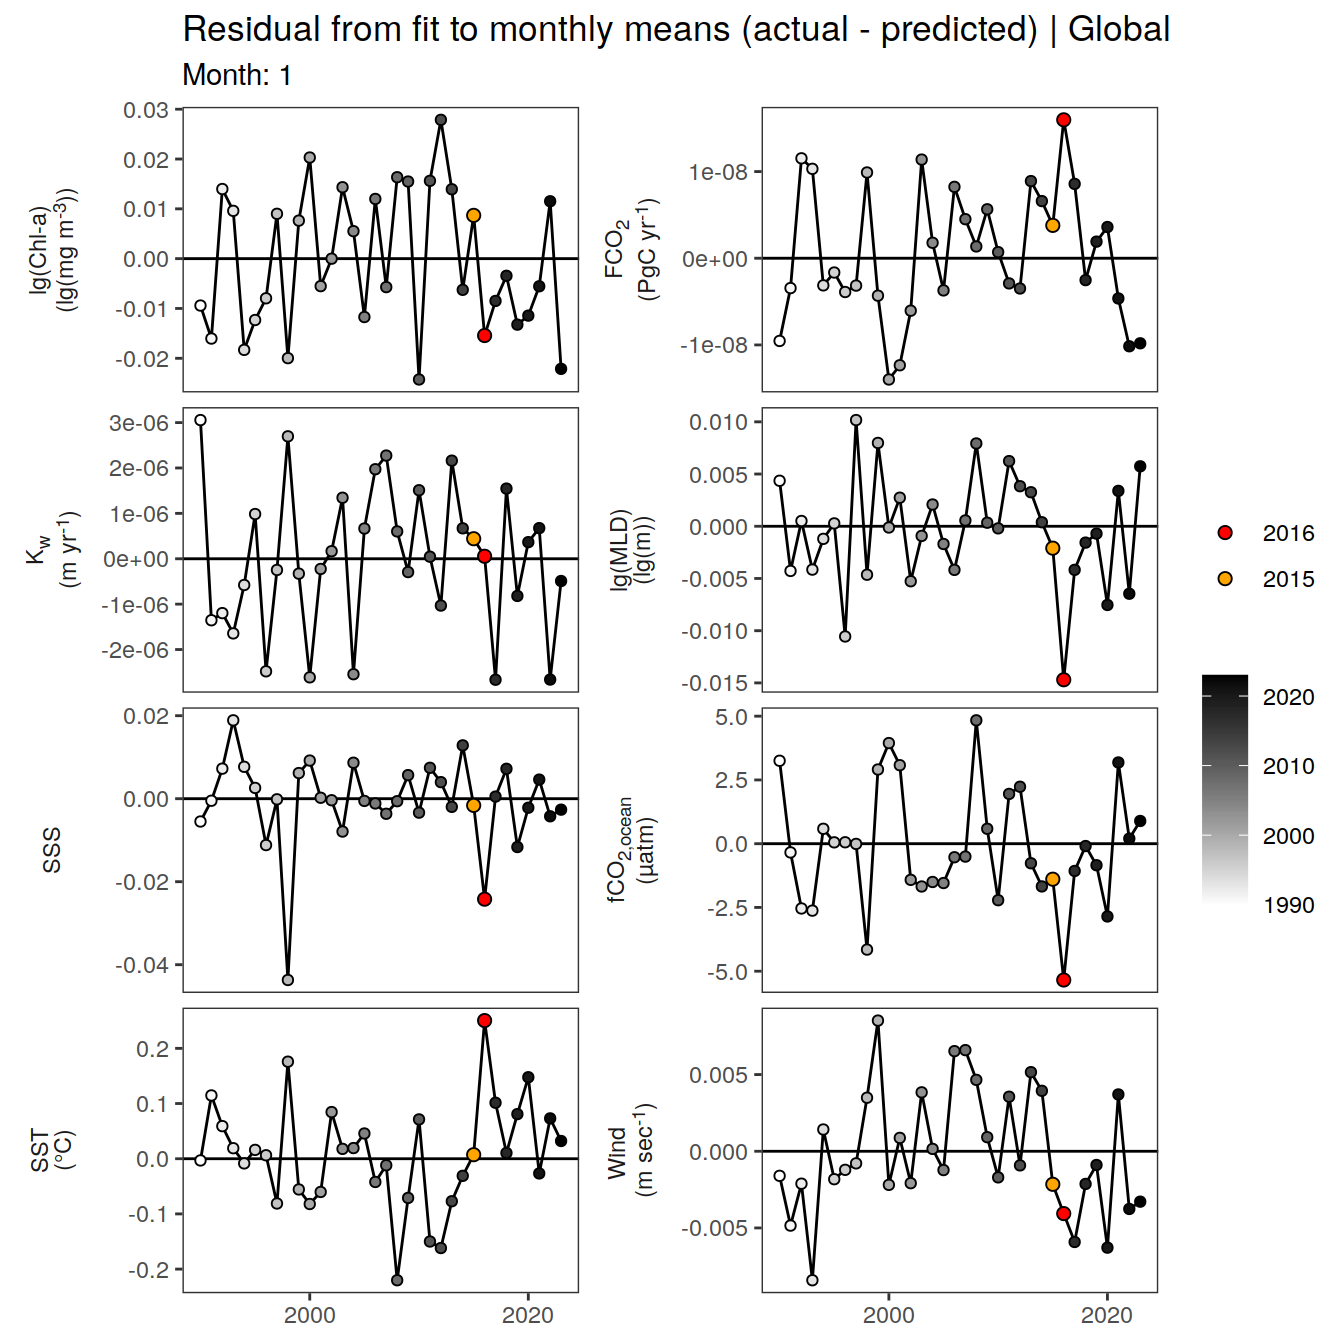 Residual from fit to monthly means (actual - predicted) | Global
Month: 1
lg(Chl-a)
(lg(mg m⁻³))
0.03
0.02
0.01
0.00
-0.01
-0.02
FCO₂
(PgC yr⁻¹)
1e-08
0e+00
-1e-08
K_w
(m yr⁻¹)
3e-06
2e-06
1e-06
0e+00
-1e-06
-2e-06
lg(MLD)
(lg(m))
0.010
0.005
0.000
-0.005
-0.010
-0.015
SSS
0.02
0.00
-0.02
-0.04
fCO₂,ocean
(µatm)
5.0
2.5
0.0
-2.5
-5.0
SST
(°C)
0.2
0.1
0.0
-0.1
-0.2
2000
2020
Wind
(m sec⁻¹)
0.005
0.000
-0.005
2000
2020
2016
2015
2020
2010
2000
1990